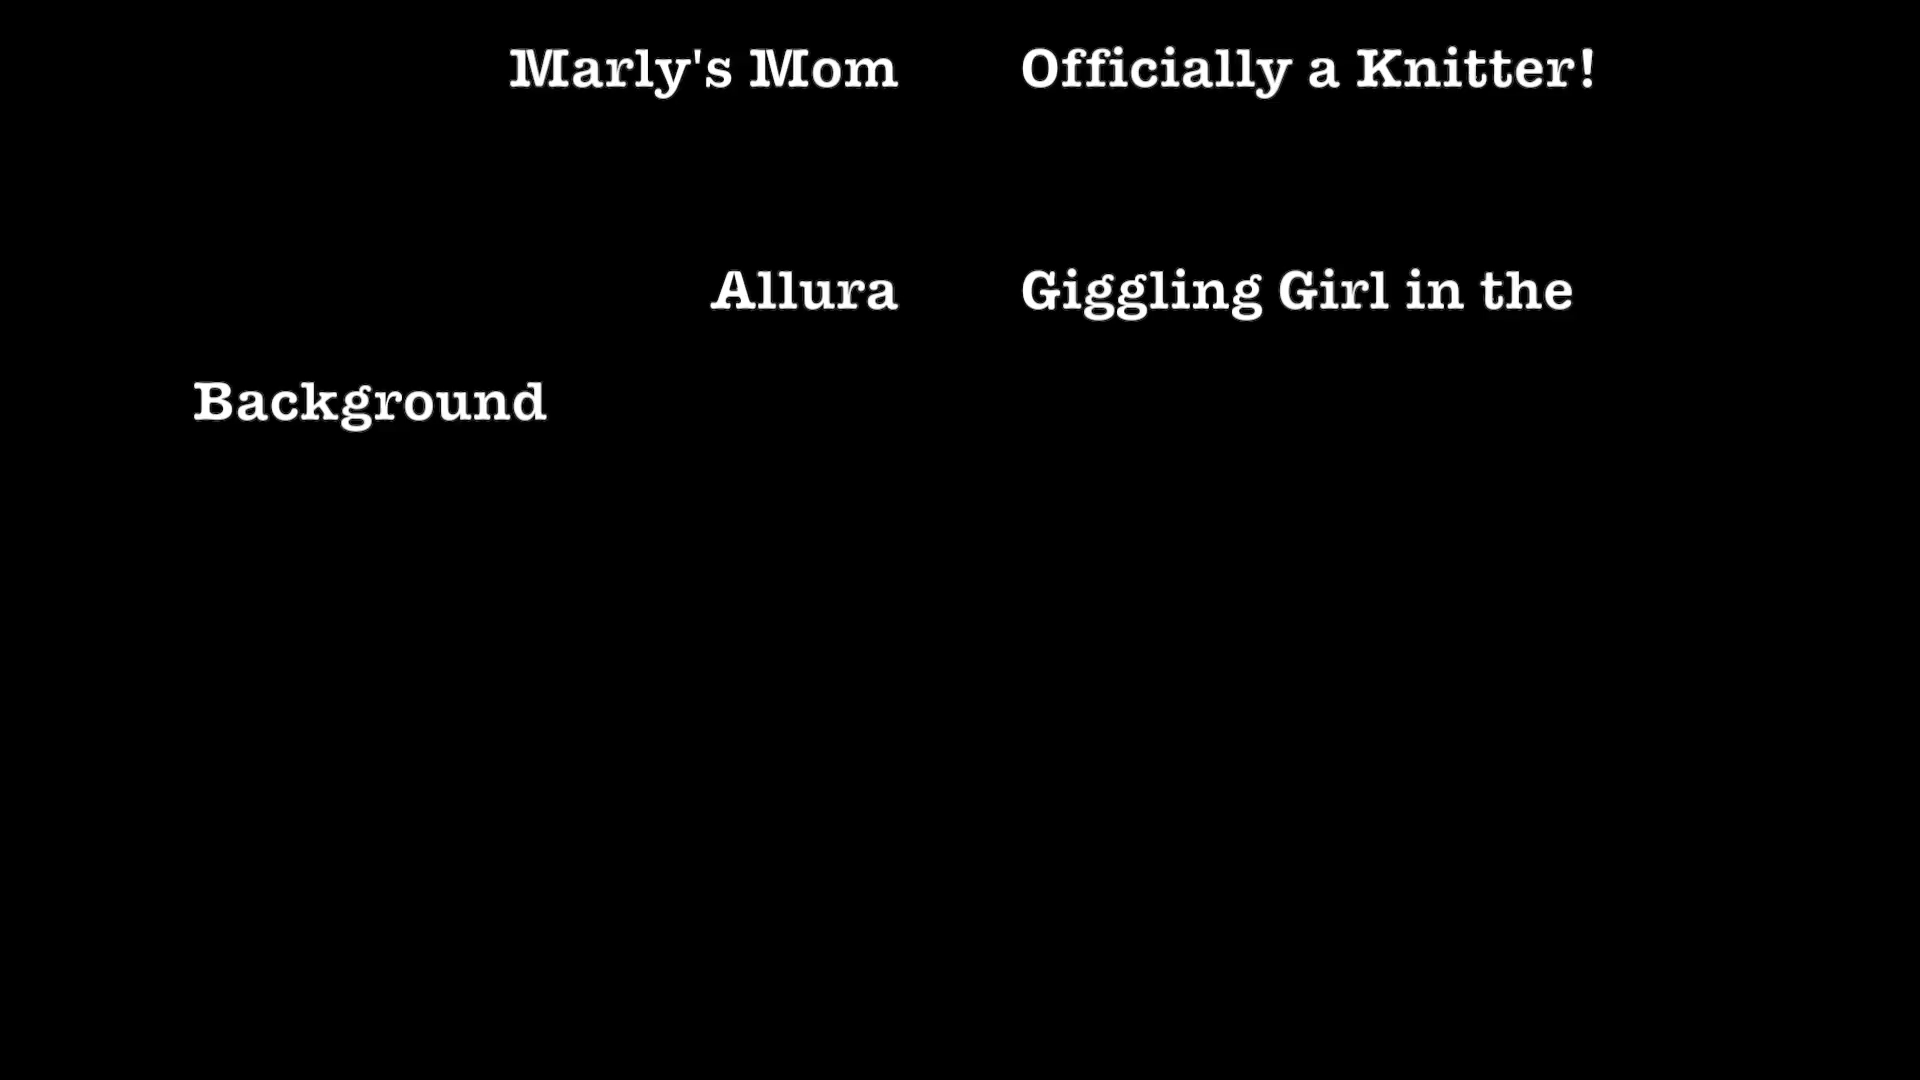 Marly's Mom Officially a Knitter!
Allura Giggling Girl in the
Background